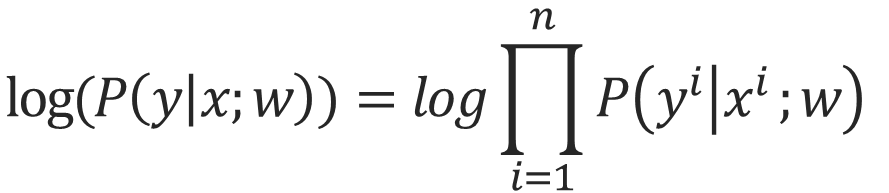 log(P(y|x; w)) = log ∏_{i=1}^{n} P(y^i|x^i ; w)